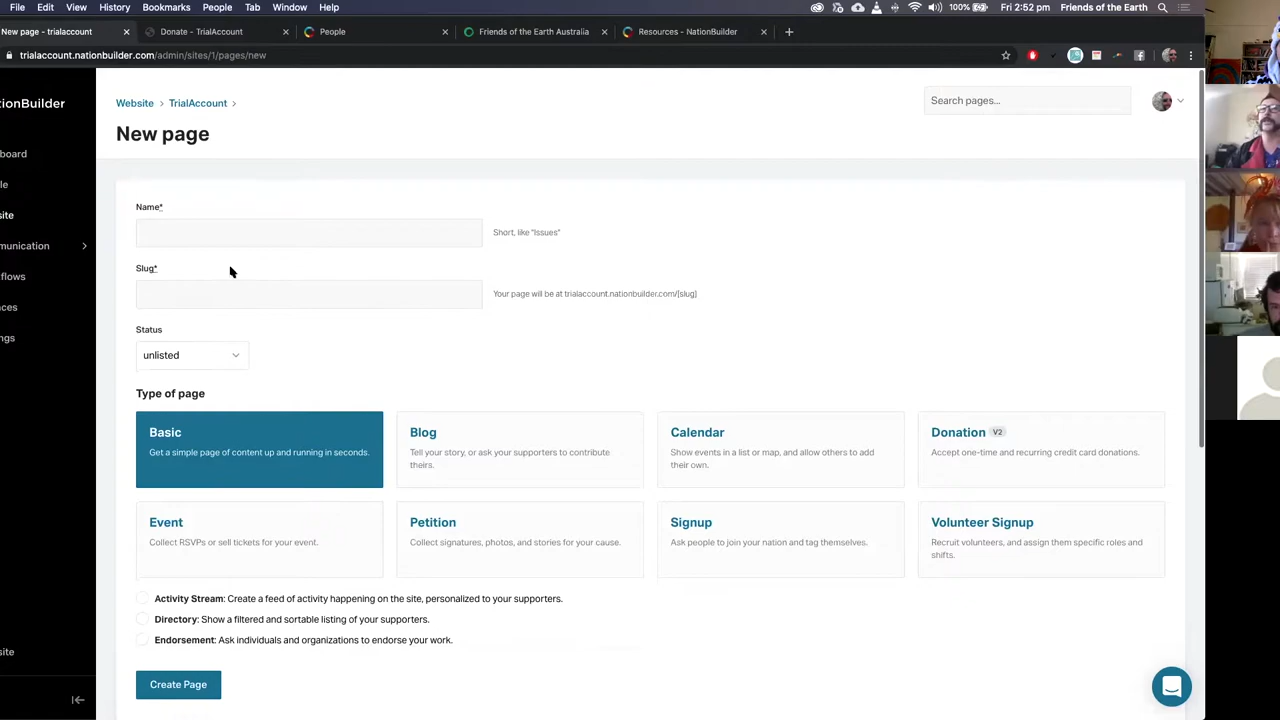 File Edit View History Bookmarks People Tab Window Help 100% Fri 2:52 pm Friends of the Earth
New page - trialaccount Donate - TrialAccount People Friends of the Earth Australia Resources - NationBuilder
trialaccount.nationbuilder.com/admin/sites/1/pages/new
tionBuilder
Website > TrialAccount >
Search pages...
New page
board
le
site
munication
flows
ces
ngs
site
Name*
Short, like "Issues"
Slug*
Your page will be at trialaccount.nationbuilder.com/[slug]
Status
unlisted
Type of page
Basic
Get a simple page of content up and running in seconds.
Blog
Tell your story, or ask your supporters to contribute
theirs.
Calendar
Show events in a list or map, and allow others to add
their own.
Donation V2
Accept one-time and recurring credit card donations.
Event
Collect RSVPs or sell tickets for your event.
Petition
Collect signatures, photos, and stories for your cause.
Signup
Ask people to join your nation and tag themselves.
Volunteer Signup
Recruit volunteers, and assign them specific roles and
shifts.
Activity Stream: Create a feed of activity happening on the site, personalized to your supporters.
Directory: Show a filtered and sortable listing of your supporters.
Endorsement: Ask individuals and organizations to endorse your work.
Create Page